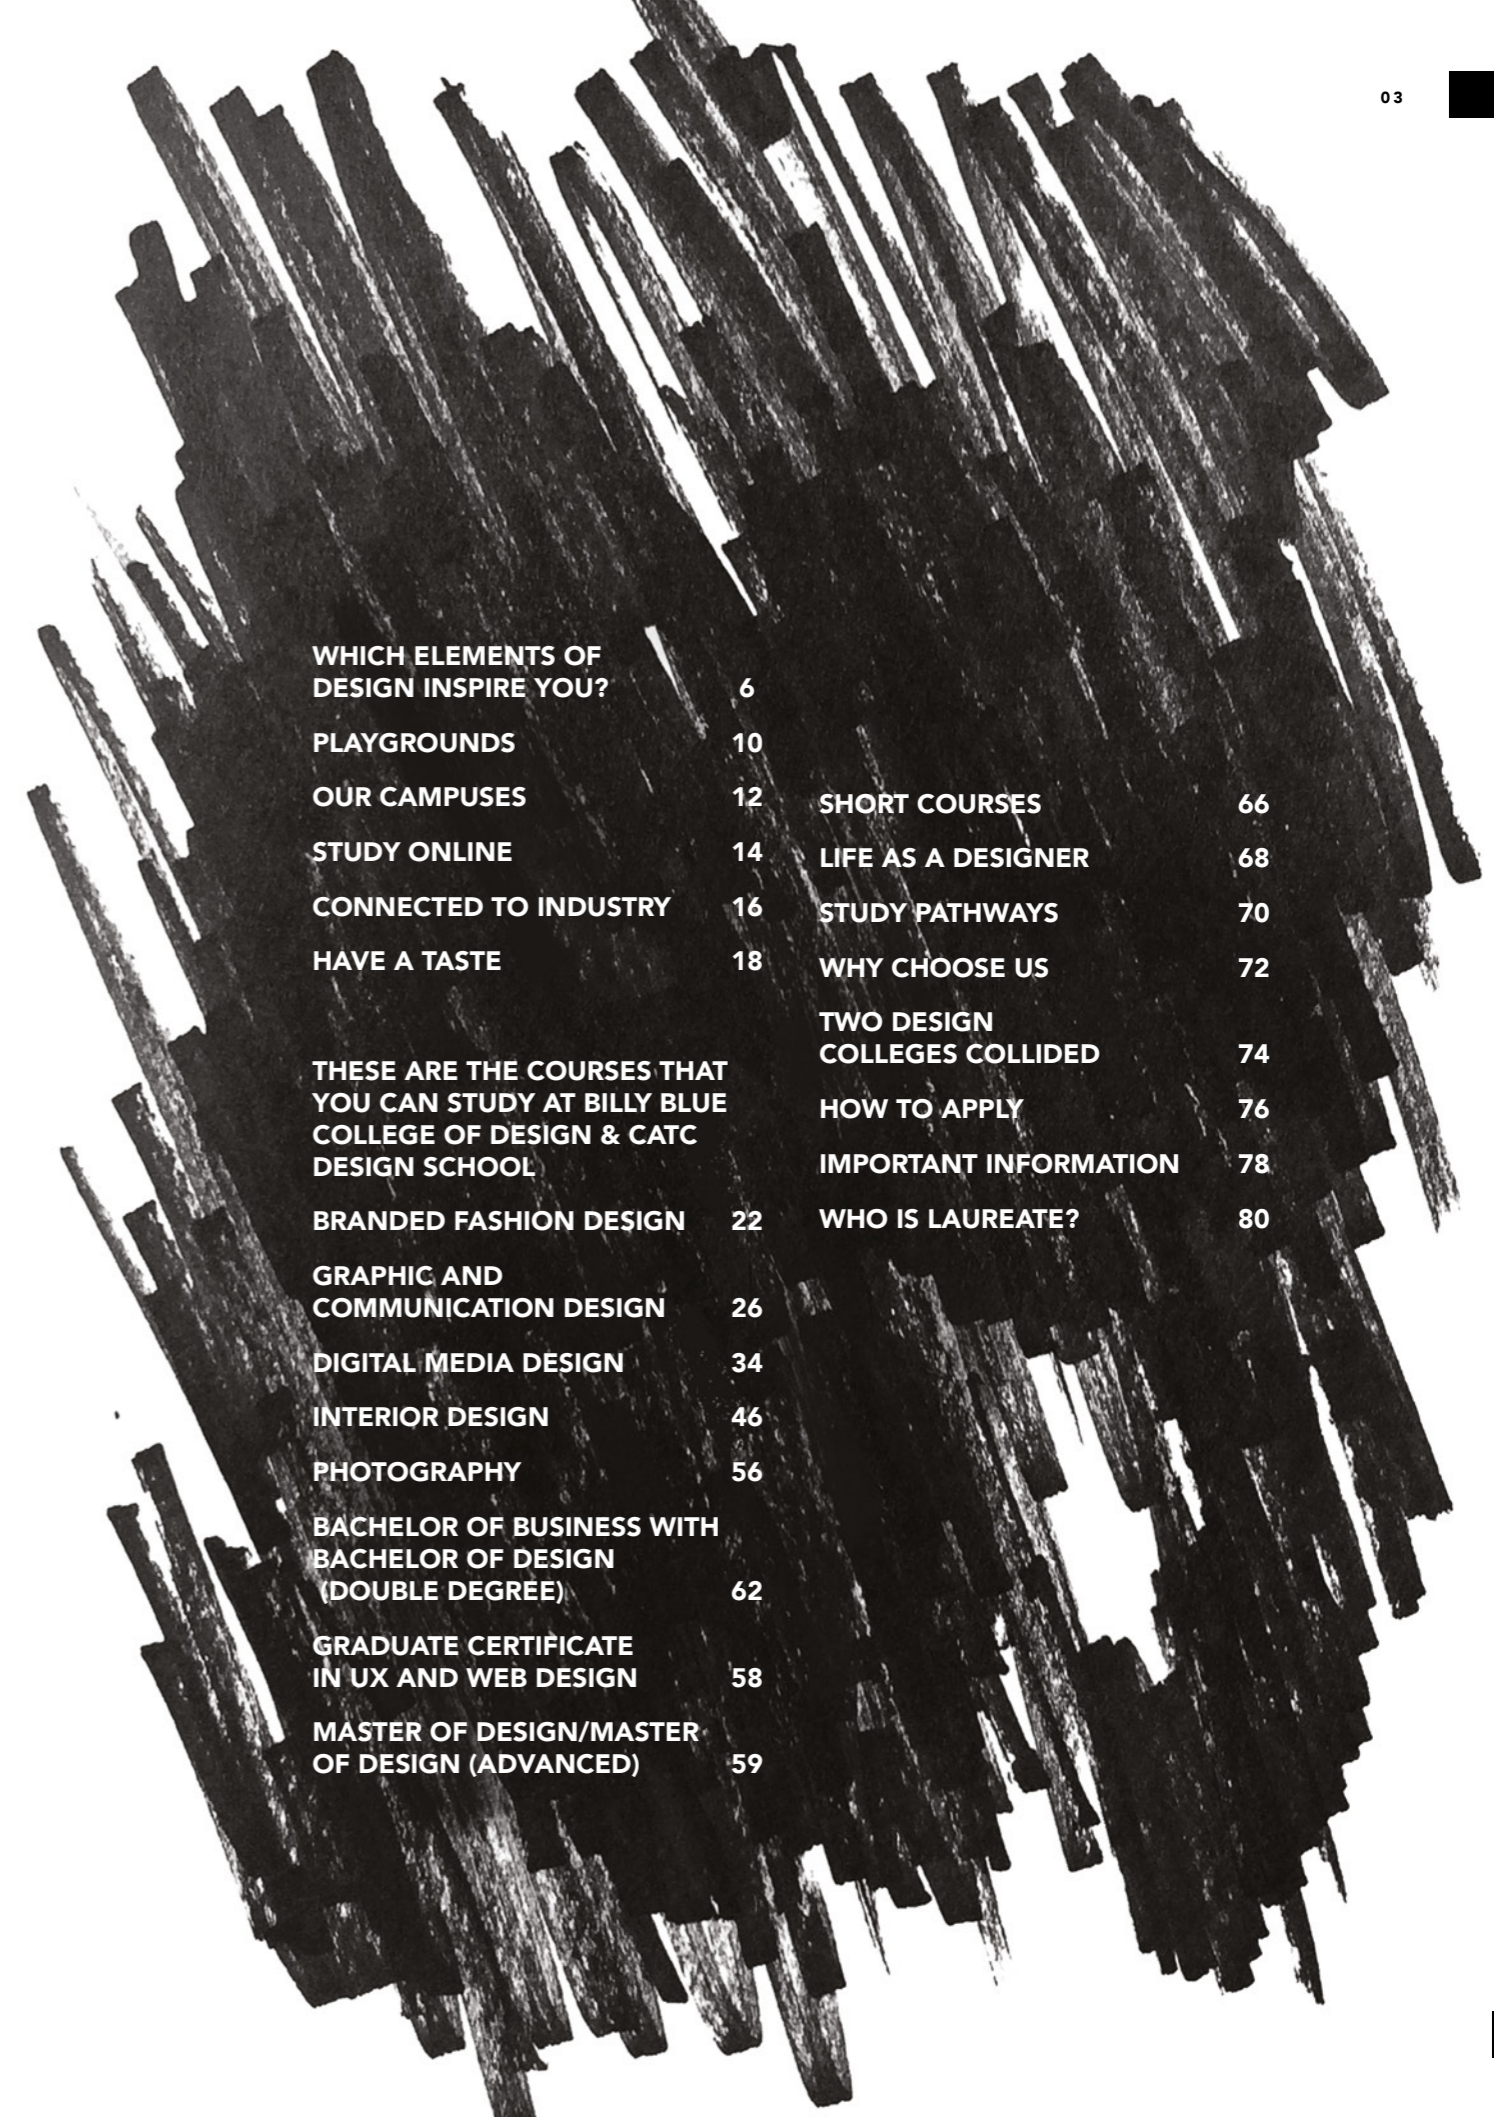 03
WHICH ELEMENTS OF
DESIGN INSPIRE YOU? 6
PLAYGROUNDS 10
OUR CAMPUSES 12
STUDY ONLINE 14
CONNECTED TO INDUSTRY 16
HAVE A TASTE 18
THESE ARE THE COURSES THAT
YOU CAN STUDY AT BILLY BLUE
COLLEGE OF DESIGN & CATC
DESIGN SCHOOL
BRANDED FASHION DESIGN 22
GRAPHIC AND
COMMUNICATION DESIGN 26
DIGITAL MEDIA DESIGN 34
INTERIOR DESIGN 46
PHOTOGRAPHY 56
BACHELOR OF BUSINESS WITH
BACHELOR OF DESIGN
(DOUBLE DEGREE) 62
GRADUATE CERTIFICATE
IN UX AND WEB DESIGN 58
MASTER OF DESIGN/MASTER
OF DESIGN (ADVANCED) 59
SHORT COURSES 66
LIFE AS A DESIGNER 68
STUDY PATHWAYS 70
WHY CHOOSE US 72
TWO DESIGN
COLLEGES COLLIDED 74
HOW TO APPLY 76
IMPORTANT INFORMATION 78
WHO IS LAUREATE? 80